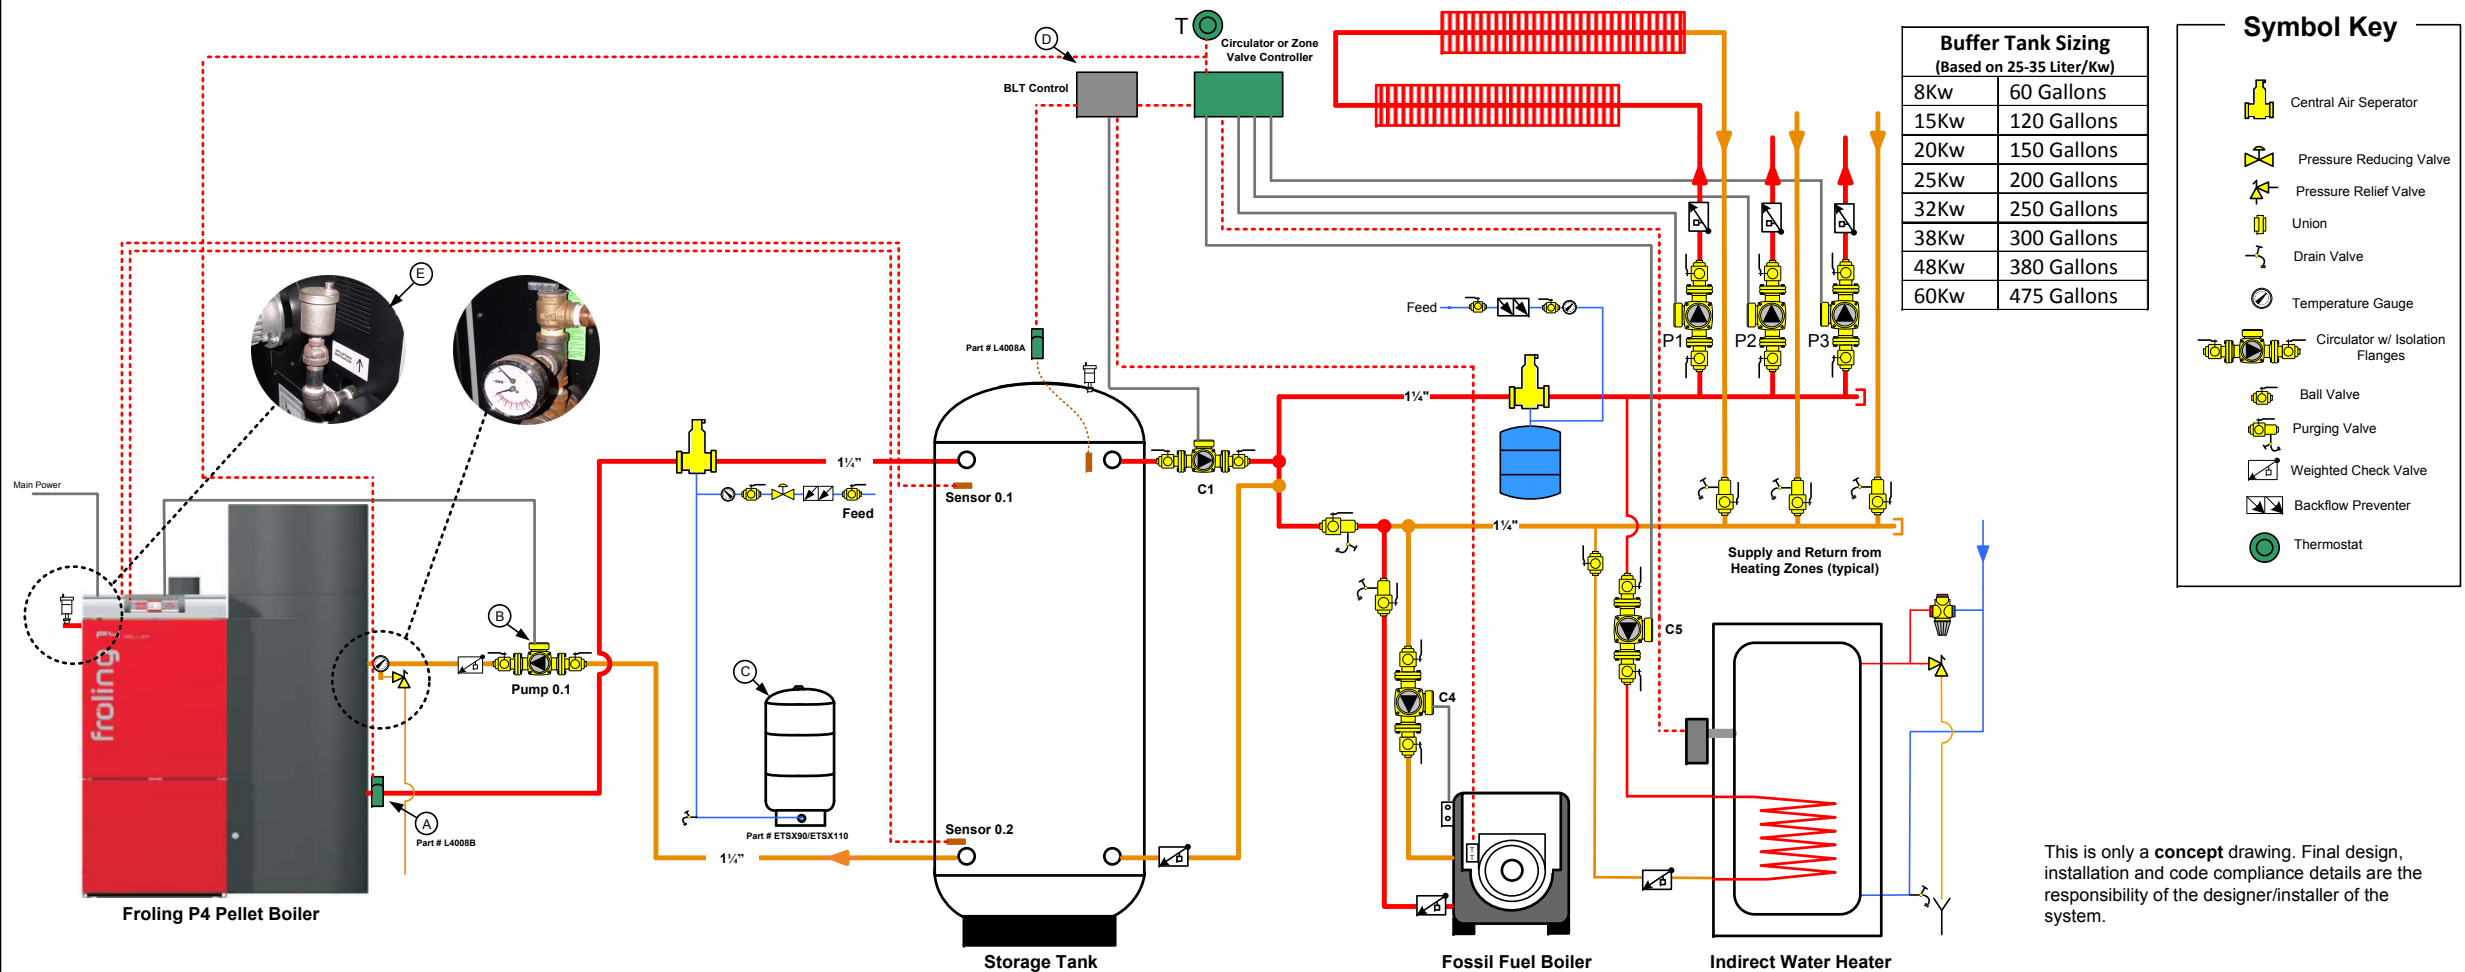 T
Circulator or Zone
Valve Controller
D
BLT Control
Buffer Tank Sizing
(Based on 25-35 Liter/Kw)
8Kw 60 Gallons
15Kw 120 Gallons
20Kw 150 Gallons
25Kw 200 Gallons
32Kw 250 Gallons
38Kw 300 Gallons
48Kw 380 Gallons
60Kw 475 Gallons
Symbol Key
Central Air Seperator
Pressure Reducing Valve
Pressure Relief Valve
Union
Drain Valve
Temperature Gauge
Circulator w/ Isolation
Flanges
Ball Valve
Purging Valve
Weighted Check Valve
Backflow Preventer
Thermostat
E
Feed
Part # L4008A
P1
P2
P3
1¼"
1¼”
Main Power
Sensor 0.1
C1
Feed
1¼"
Supply and Return from
Heating Zones (typical)
B
Pump 0.1
C
C5
C4
froling
A
Part # L4008B
Part # ETSX90/ETSX110
Sensor 0.2
1¼”
T
T
Froling P4 Pellet Boiler
Storage Tank
Fossil Fuel Boiler
Indirect Water Heater
This is only a concept drawing. Final design,
installation and code compliance details are the
responsibility of the designer/installer of the
system.